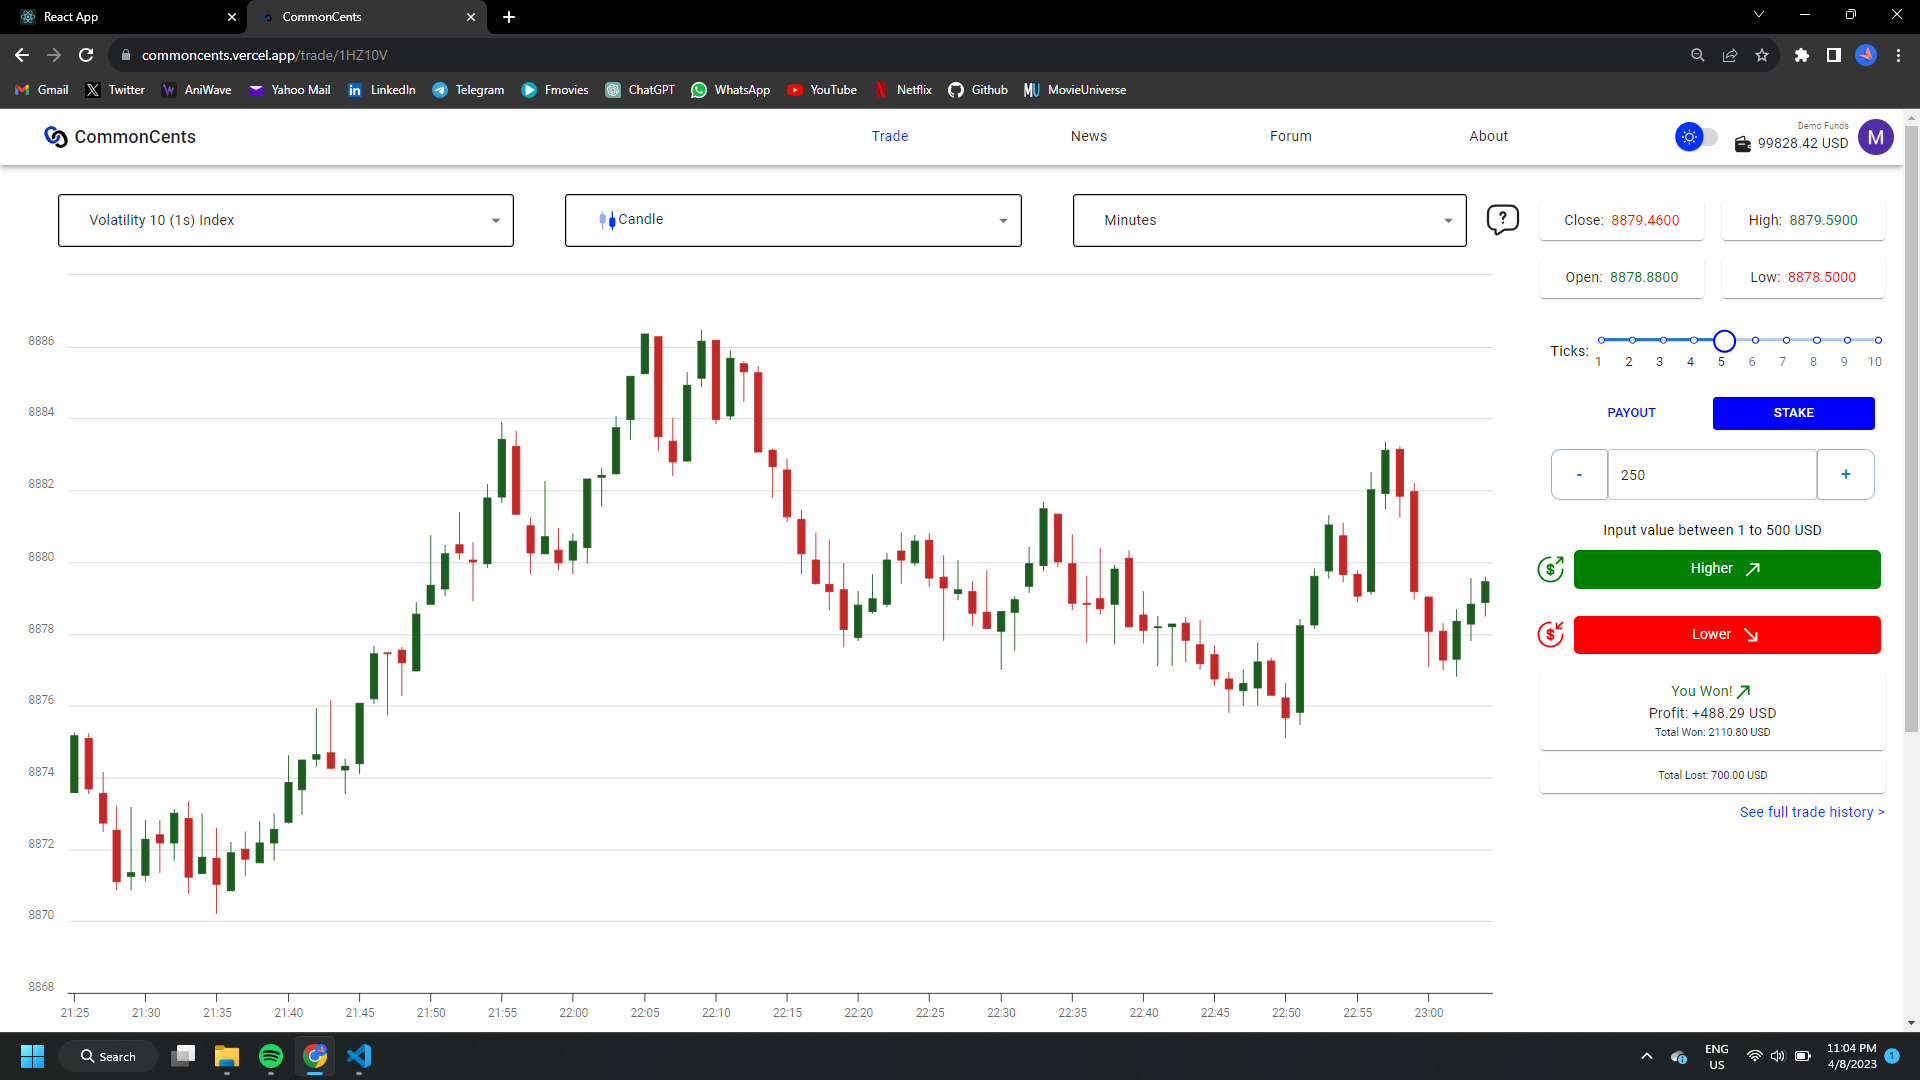 React App
CommonCents
commoncents.vercel.app/trade/1HZ10V
Gmail
Twitter
AniWave
Yahoo Mail
LinkedIn
Telegram
Fmovies
ChatGPT
WhatsApp
YouTube
Netflix
Github
MU MovieUniverse
CommonCents
Trade
News
Forum
About
Demo Funds
99828.42 USD
M
Volatility 10 (1s) Index
Candle
Minutes
?
Close: 8879.4600
High: 8879.5900
Open: 8878.8800
Low: 8878.5000
Ticks:
1 2 3 4 5 6 7 8 9 10
PAYOUT
STAKE
- 250 +
Input value between 1 to 500 USD
$ Higher
$ Lower
You Won!
Profit: +488.29 USD
Total Won: 2110.80 USD
Total Lost: 700.00 USD
See full trade history >
8886
8884
8882
8880
8878
8876
8874
8872
8870
8868
21:25 21:30 21:35 21:40 21:45 21:50 21:55 22:00 22:05 22:10 22:15 22:20 22:25 22:30 22:35 22:40 22:45 22:50 22:55 23:00
Search
ENG
US
11:04 PM
4/8/2023
1